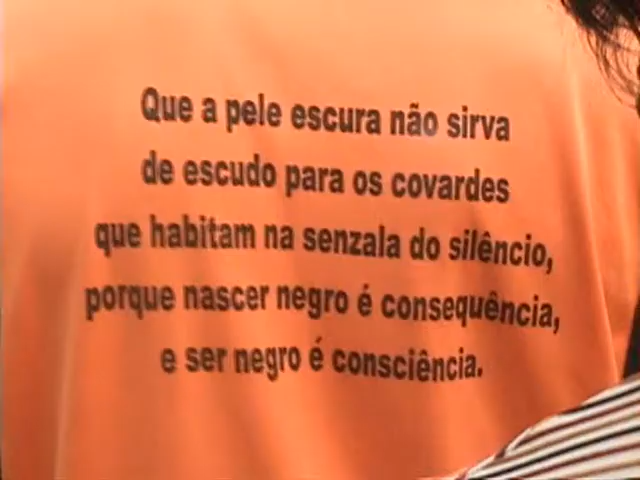 Que a pele escura não sirva
de escudo para os covardes
que habitam na senzala do silêncio,
porque nascer negro é consequência,
e ser negro é consciência.